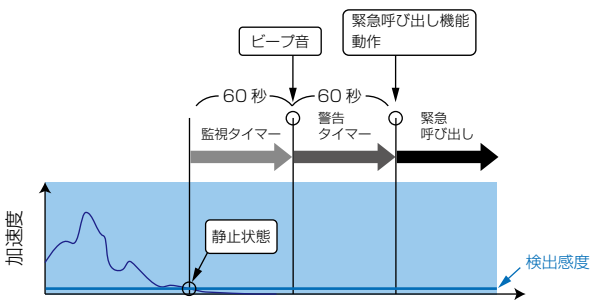 緊急呼び出し機能
動作
ビープ音
60 秒
60 秒
監視タイマー
警告
タイマー
緊急
呼び出し
加速度
静止状態
検出感度